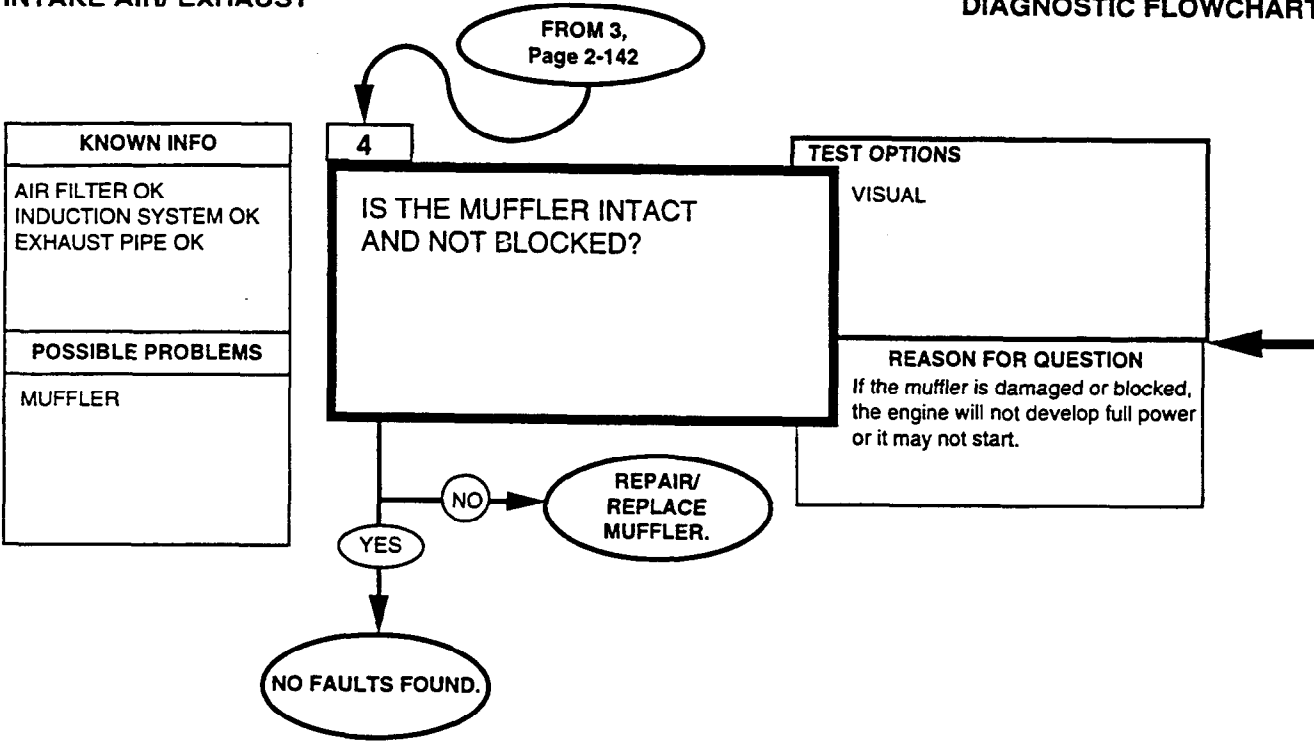 INTAKE AIR/ EXHAUST
DIAGNOSTIC FLOWCHART
FROM 3,
Page 2-142
KNOWN INFO
AIR FILTER OK
INDUCTION SYSTEM OK
EXHAUST PIPE OK
POSSIBLE PROBLEMS
MUFFLER
4
IS THE MUFFLER INTACT
AND NOT BLOCKED?
TEST OPTIONS
VISUAL
REASON FOR QUESTION
If the muffler is damaged or blocked,
the engine will not develop full power
or it may not start.
NO
REPAIR/
REPLACE
MUFFLER.
YES
NO FAULTS FOUND.